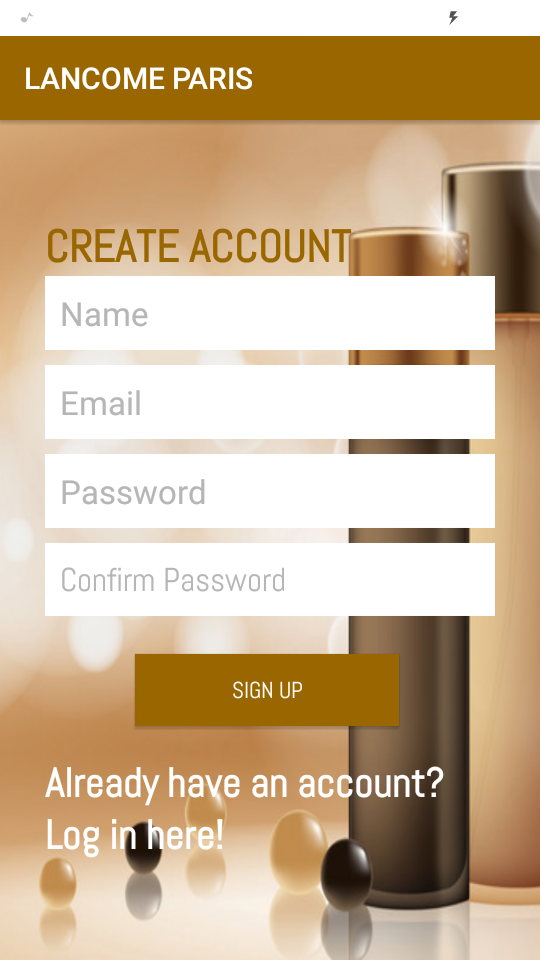 LANCOME PARIS
CREATE ACCOUNT
Name
Email
Password
Confirm Password
SIGN UP
Already have an account?
Log in here!